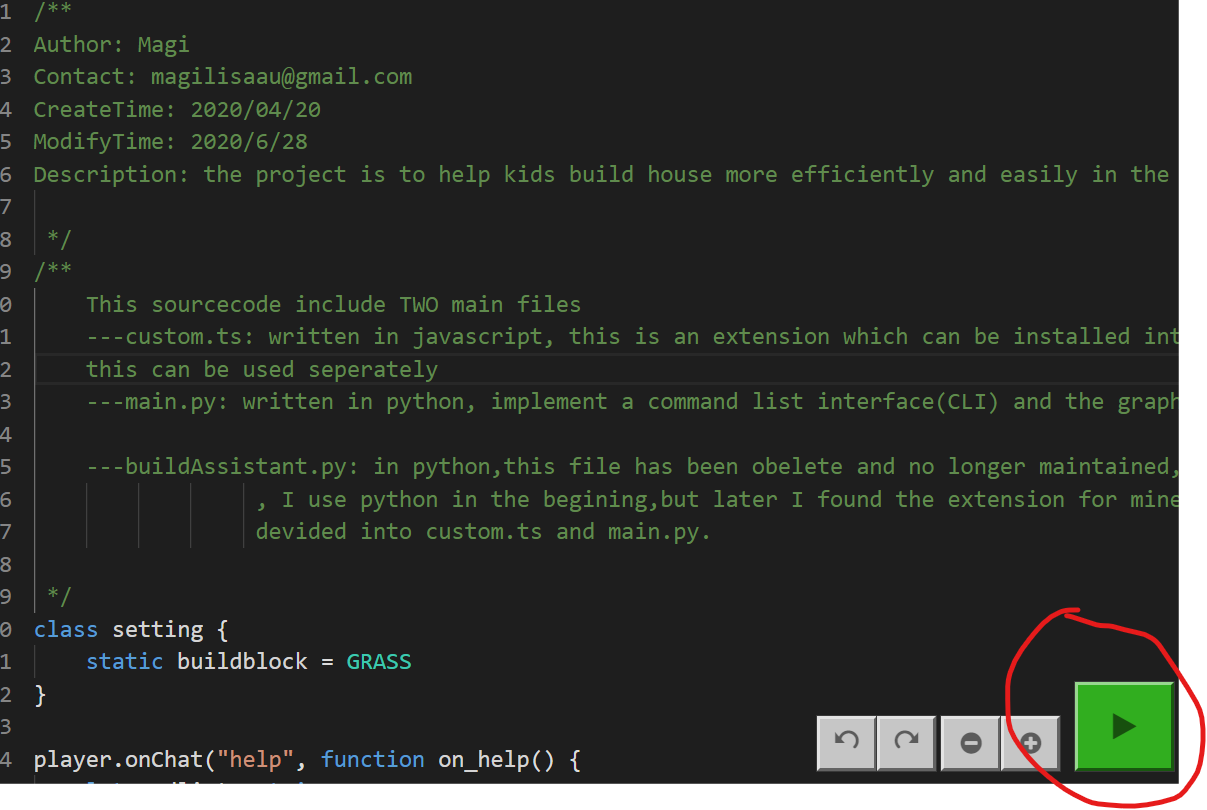 1 /**
2 Author: Magi
3 Contact: magilisaau@gmail.com
4 CreateTime: 2020/04/20
5 ModifyTime: 2020/6/28
6 Description: the project is to help kids build house more efficiently and easily in the
7
8 */
9 /**
0 This sourcecode include TWO main files
1 ---custom.ts: written in javascript, this is an extension which can be installed int
2 this can be used seperately
3 ---main.py: written in python, implement a command list interface(CLI) and the graph
4
5 ---buildAssistant.py: in python,this file has been obelete and no longer maintained,
6 , I use python in the begining,but later I found the extension for mine
7 devided into custom.ts and main.py.
8
9 */
0 class setting {
1 static buildblock = GRASS
2 }
3
4 player.onChat("help", function on_help() {